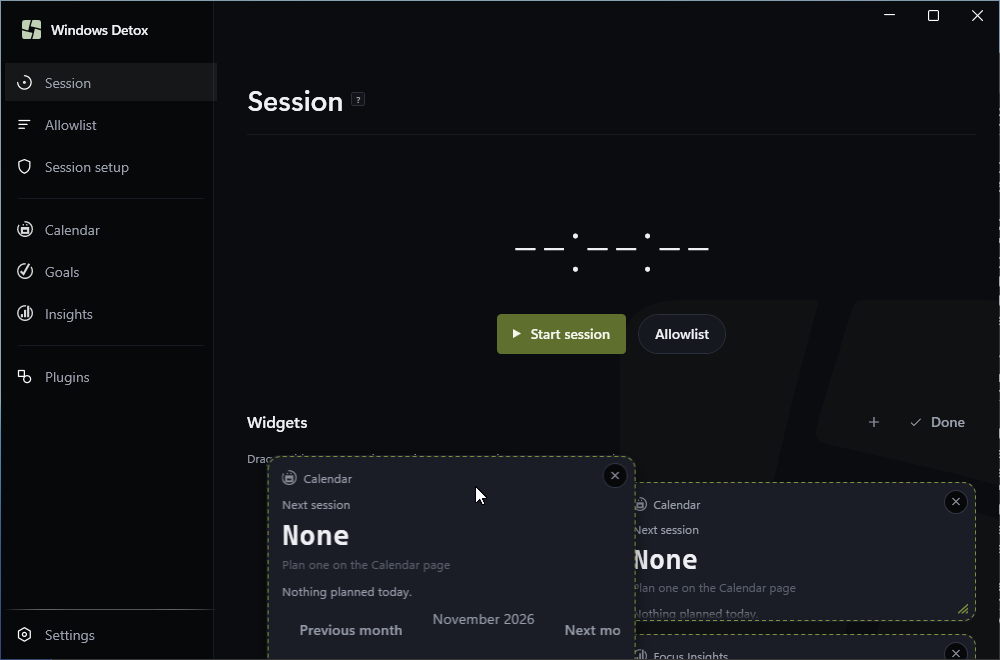 Windows Detox
Session
Allowlist
Session setup
Calendar
Goals
Insights
Plugins
Settings
Session ?
--:--:--
Start session
Allowlist
Widgets
Done
Calendar
Next session
None
Plan one on the Calendar page
Nothing planned today.
November 2026
Previous month
Next mo
Calendar
Next session
None
Plan one on the Calendar page
Nothing planned today.
Focus Insights